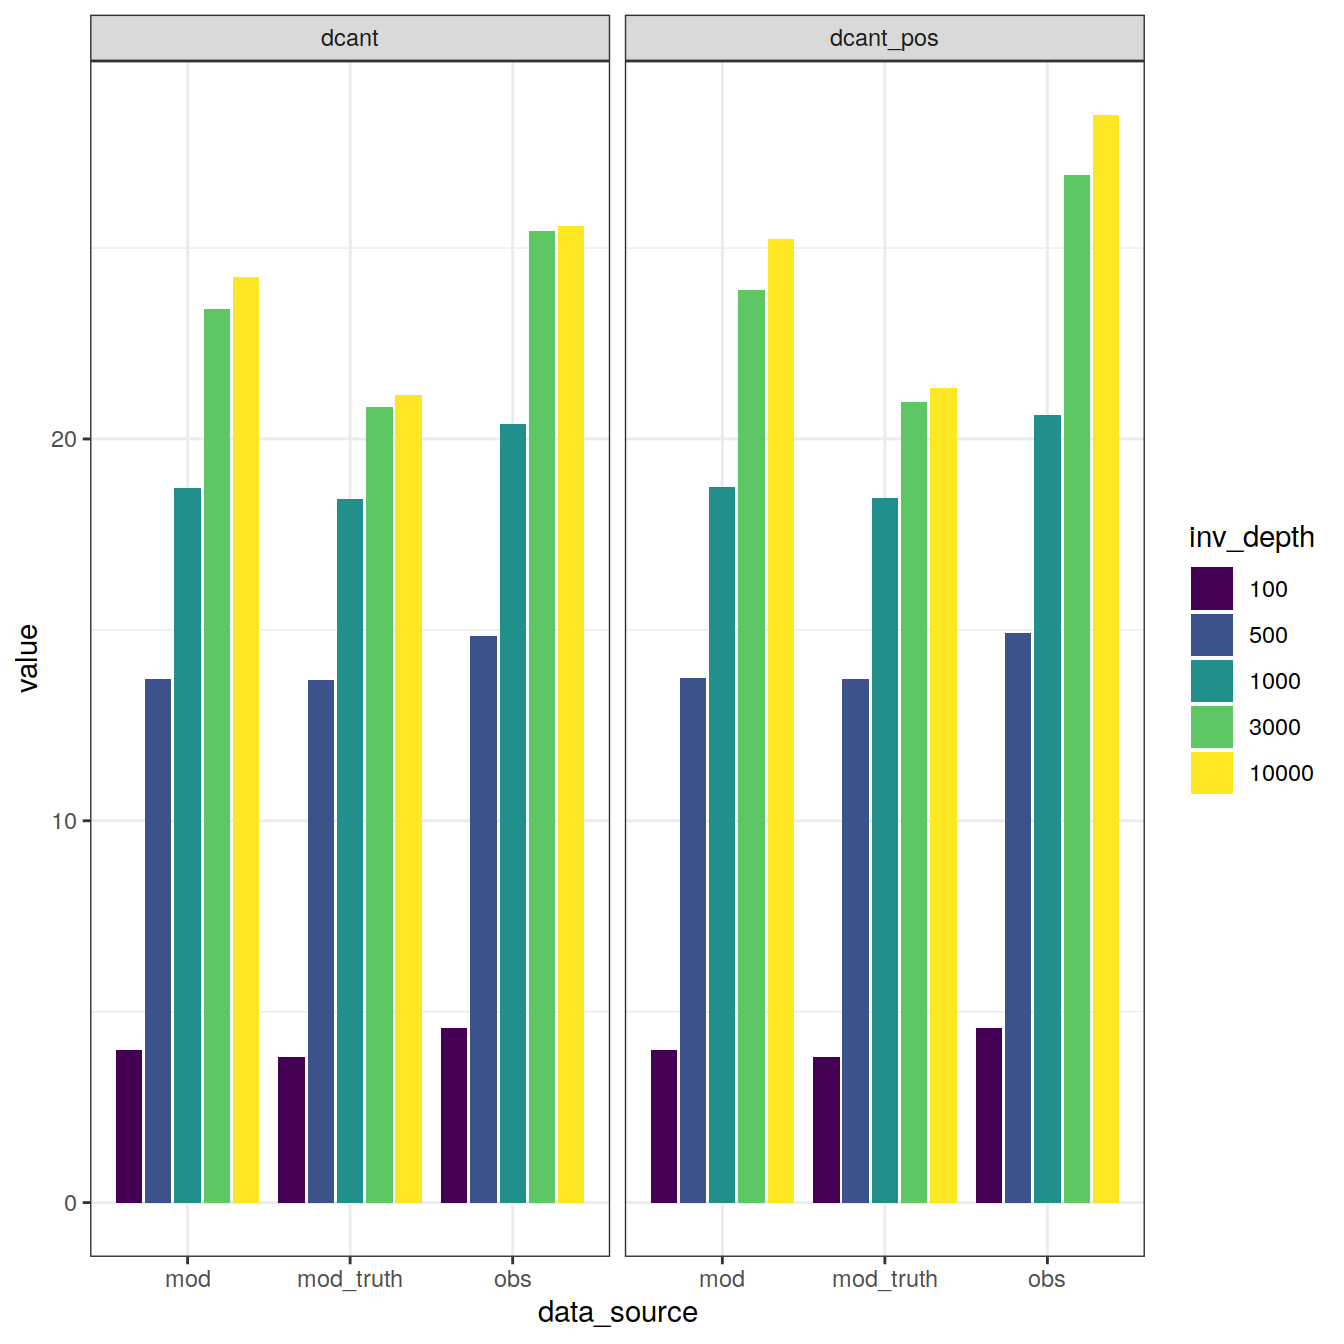 dcant
dcant_pos
value
20
10
0
mod
mod_truth
obs
mod
mod_truth
obs
data_source
inv_depth
100
500
1000
3000
10000